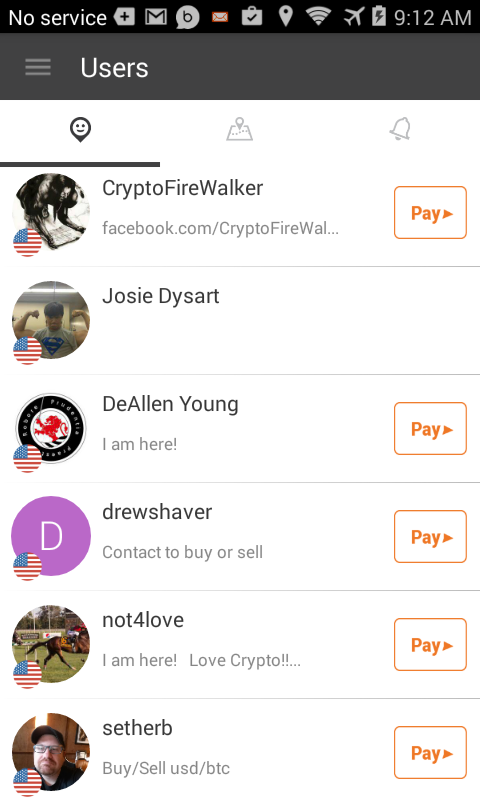 No service 9:12 AM
Users
CryptoFireWalker
facebook.com/CryptoFireWal...
Pay
Josie Dysart
DeAllen Young
I am here!
Pay
D
drewshaver
Contact to buy or sell
Pay
not4love
I am here! Love Crypto!!...
Pay
setherb
Buy/Sell usd/btc
Pay